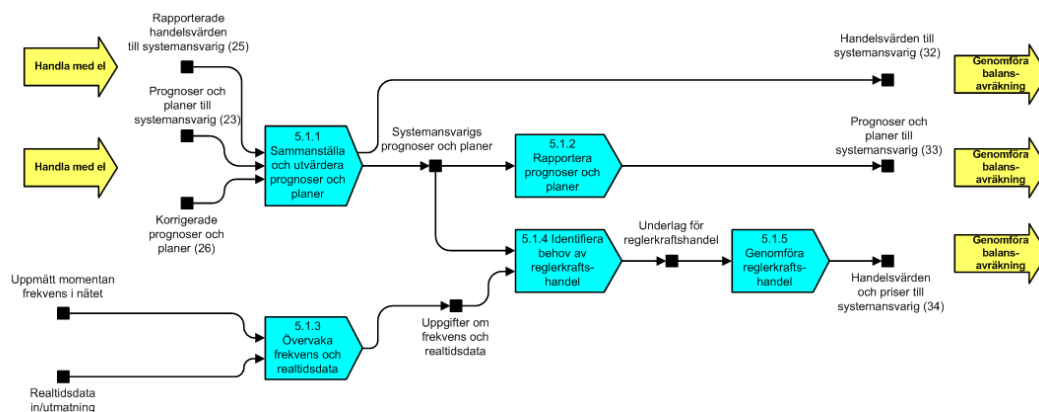 Rapporterade
handelsvärden
till systemansvarig (25)
Handla med el
Handelsvärden till
systemansvarig (32)
Genomföra
balans-
avräkning
Prognoser och
planer till
systemansvarig (23)
5.1.1
Sammanställa
och utvärdera
prognoser och
planer
Systemansvarigs
prognoser och planer
5.1.2
Rapportera
prognoser och
planer
Prognoser och
planer till
systemansvarig (33)
Handla med el
Genomföra
balans-
avräkning
Korrigerade
prognoser och
planer (26)
5.1.4 Identifiera
behov av
reglerkrafts-
handel
Underlag för
reglerkraftshandel
5.1.5
Genomföra
reglerkrafts-
handel
Genomföra
balans-
avräkning
Handelsvärden
och priser till
systemansvarig (34)
Uppmätt momentan
frekvens i nätet
5.1.3
Övervaka
frekvens och
realtidsdata
Uppgifter om
frekvens och
realtidsdata
Realtidsdata
in/utmatning